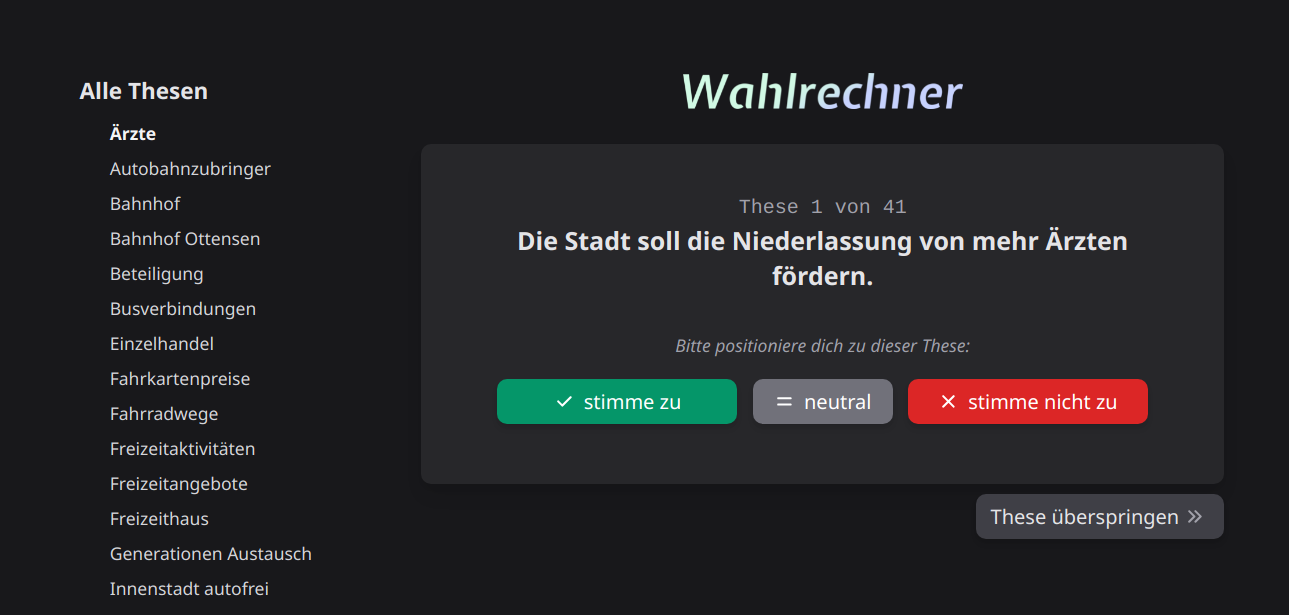 Alle Thesen
Ärzte
Autobahnzubringer
Bahnhof
Bahnhof Ottensen
Beteiligung
Busverbindungen
Einzelhandel
Fahrkartenpreise
Fahrradwege
Freizeitaktivitäten
Freizeitangebote
Freizeithaus
Generationen Austausch
Innenstadt autofrei
Wahlrechner
These 1 von 41
Die Stadt soll die Niederlassung von mehr Ärzten
fördern.
Bitte positioniere dich zu dieser These:
stimme zu
neutral
stimme nicht zu
These überspringen